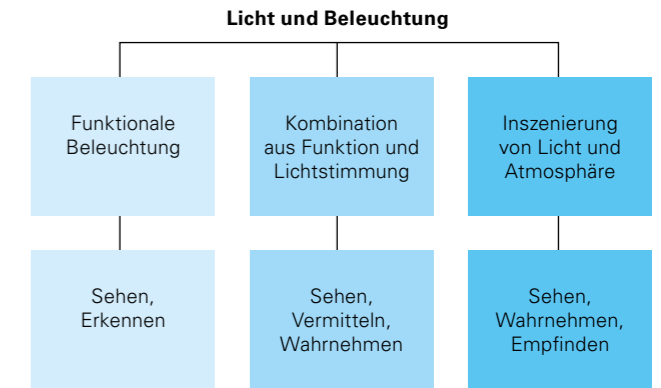 Licht und Beleuchtung
Funktionale
Beleuchtung
Kombination
aus Funktion und
Lichtstimmung
Inszenierung
von Licht und
Atmosphäre
Sehen,
Erkennen
Sehen,
Vermitteln,
Wahrnehmen
Sehen,
Wahrnehmen,
Empfinden